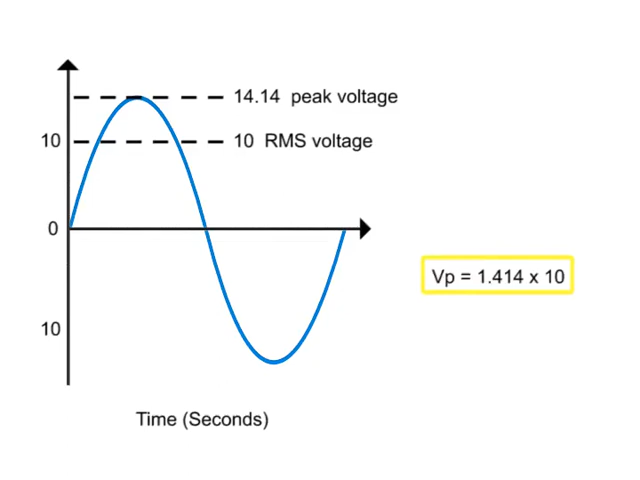 14.14 peak voltage
10
10 RMS voltage
0
Vp = 1.414 x 10
10
Time (Seconds)